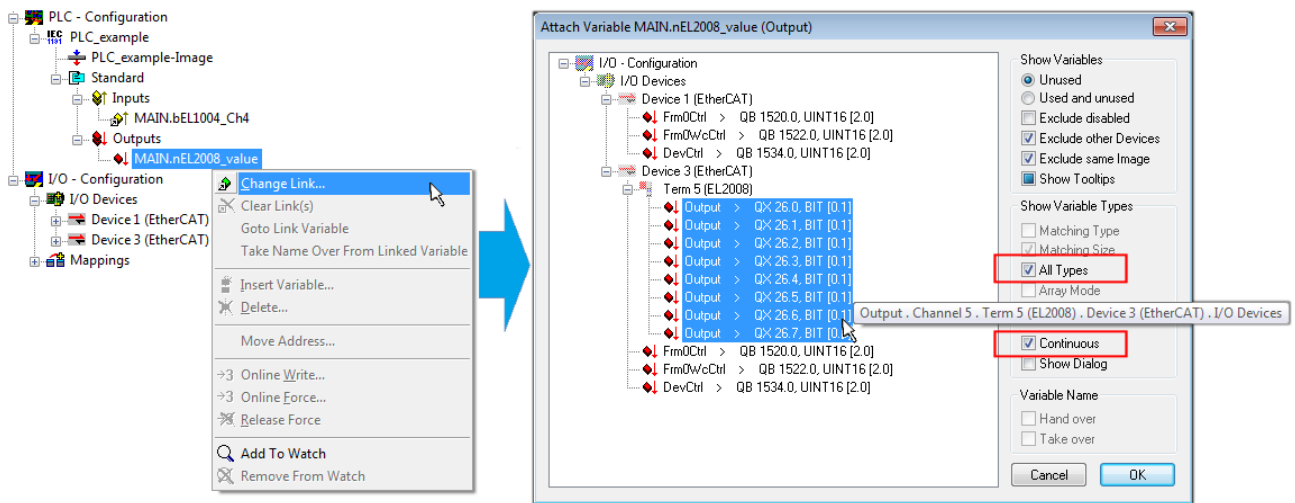 PLC - Configuration
IEC
1131
PLC_example
PLC_example-Image
Standard
Inputs
MAIN.bEL1004_Ch4
Outputs
MAIN.nEL2008_value
I/O - Configuration
I/O Devices
Device 1 (EtherCAT)
Device 3 (EtherCAT)
Mappings
Change Link...
Clear Link(s)
Goto Link Variable
Take Name Over From Linked Variable
Insert Variable...
Delete...
Move Address...
→3 Online Write...
→3 Online Force...
Release Force
Add To Watch
Remove From Watch
Attach Variable MAIN.nEL2008_value (Output)
I/O - Configuration
I/O Devices
Device 1 (EtherCAT)
Frm0Ctrl > QB 1520.0, UINT16 [2.0]
Frm0WcCtrl > QB 1522.0, UINT16 [2.0]
DevCtrl > QB 1534.0, UINT16 [2.0]
Device 3 (EtherCAT)
Term 5 (EL2008)
Output > QX 26.0, BIT [0.1]
Output > QX 26.1, BIT [0.1]
Output > QX 26.2, BIT [0.1]
Output > QX 26.3, BIT [0.1]
Output > QX 26.4, BIT [0.1]
Output > QX 26.5, BIT [0.1]
Output > QX 26.6, BIT [0.1]
Output > QX 26.7, BIT [0.1]
Frm0Ctrl > QB 1520.0, UINT16 [2.0]
Frm0WcCtrl > QB 1522.0, UINT16 [2.0]
DevCtrl > QB 1534.0, UINT16 [2.0]
Output . Channel 5 . Term 5 (EL2008) . Device 3 (EtherCAT) . I/O Devices
Show Variables
Unused
Used and unused
Exclude disabled
Exclude other Devices
Exclude same Image
Show Tooltips
Show Variable Types
Matching Type
Matching Size
All Types
Array Mode
Continuous
Show Dialog
Variable Name
Hand over
Take over
Cancel
OK